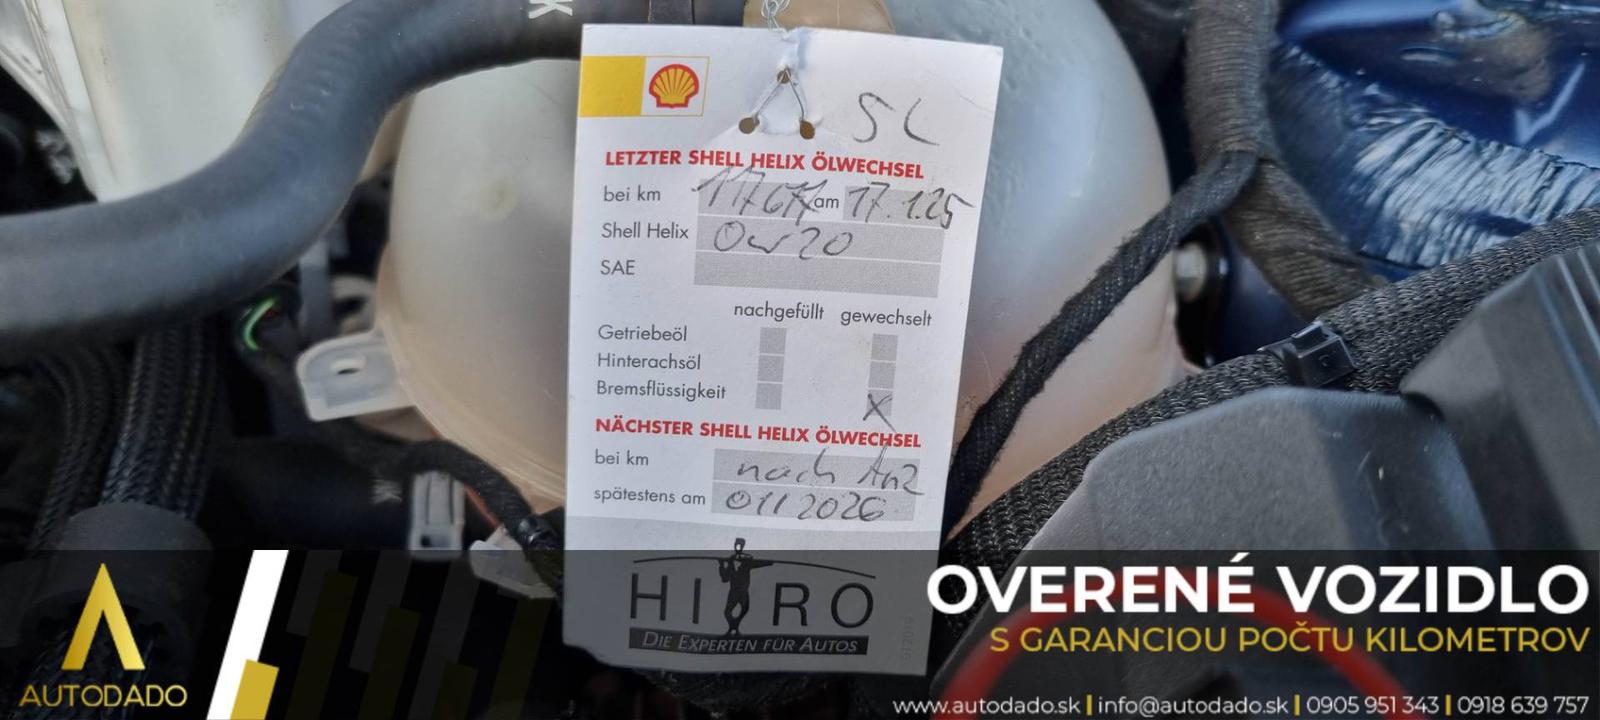 5L
LETZTER SHELL HELIX ÖLWECHSEL
bei km 117677 am 17.1.25
Shell Helix 0w20
SAE
nachgefüllt gewechselt
Getriebeöl
Hinterachsöl
Bremsflüssigkeit X
NÄCHSTER SHELL HELIX ÖLWECHSEL
bei km nach Anz
spätestens am 01/2026
HIRO
DIE EXPERTEN FÜR AUTOS
AUTODADO
OVERENÉ VOZIDLO
S GARANCIOU POČTU KILOMETROV
www.autodado.sk | info@autodado.sk | 0905 951 343 | 0918 639 757